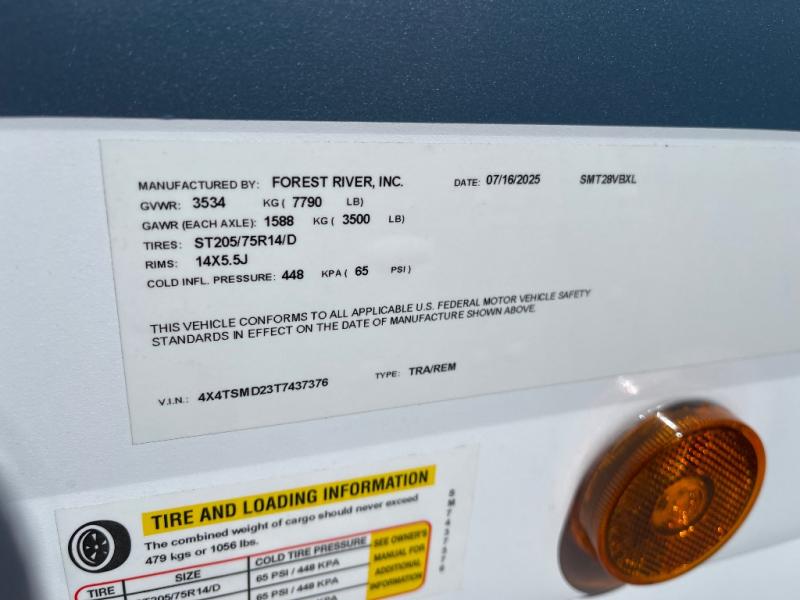 MANUFACTURED BY: FOREST RIVER, INC. DATE: 07/16/2025 SMT28VBXL
GVWR: 3534 KG ( 7790 LB)
GAWR (EACH AXLE): 1588 KG ( 3500 LB)
TIRES: ST205/75R14/D
RIMS: 14X5.5J
COLD INFL. PRESSURE: 448 KPA ( 65 PSI )
THIS VEHICLE CONFORMS TO ALL APPLICABLE U.S. FEDERAL MOTOR VEHICLE SAFETY
STANDARDS IN EFFECT ON THE DATE OF MANUFACTURE SHOWN ABOVE.
V.I.N.: 4X4TSMD23T7437376 TYPE: TRA/REM
TIRE AND LOADING INFORMATION
The combined weight of cargo should never exceed
479 kgs or 1056 lbs.
TIRE SIZE COLD TIRE PRESSURE
ST205/75R14/D 65 PSI / 448 KPA
65 PSI / 448 KPA
SEE OWNER'S
MANUAL FOR
ADDITIONAL
INFORMATION
SM7437376